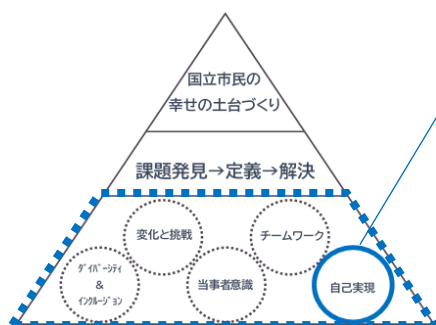 国立市民の
幸せの土台づくり
課題発見→定義→解決
変化と挑戦
チームワーク
ﾀﾞｲﾊﾞｰｼﾃｨ
&
ｲﾝｸﾙｰｼﾞｮﾝ
当事者意識
自己実現